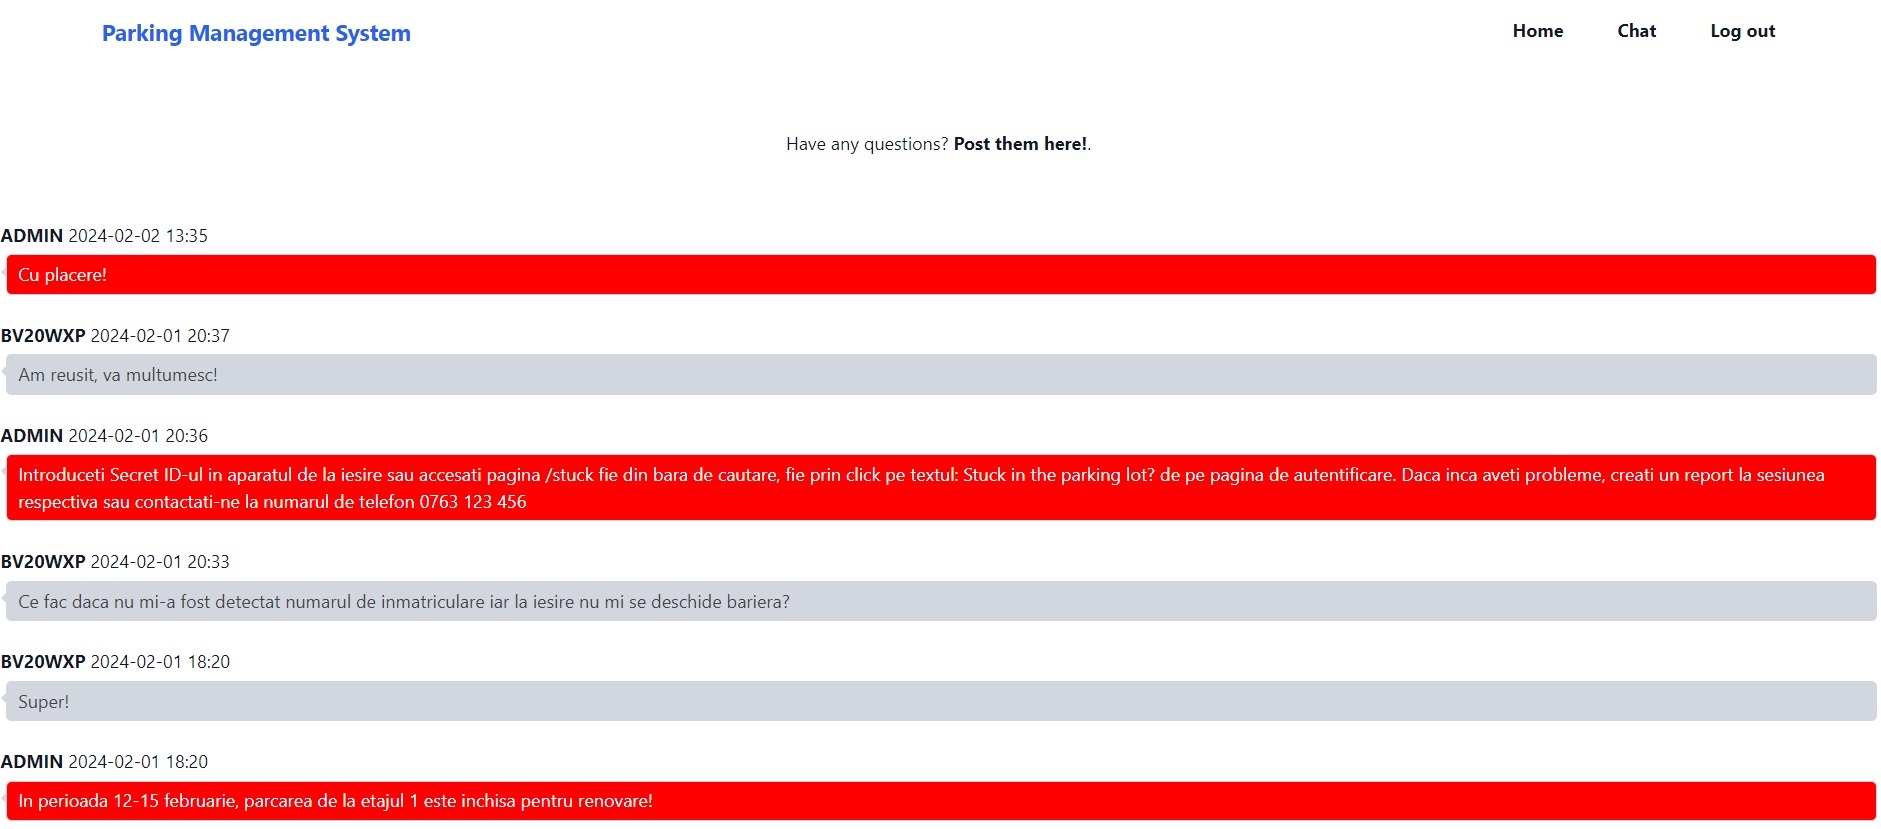 Parking Management System
Home
Chat
Log out
Have any questions? Post them here!.
ADMIN 2024-02-02 13:35
Cu placere!
BV20WXP 2024-02-01 20:37
Am reusit, va multumesc!
ADMIN 2024-02-01 20:36
Introduceti Secret ID-ul in aparatul de la iesire sau accesati pagina /stuck fie din bara de cautare, fie prin click pe textul: Stuck in the parking lot? de pe pagina de autentificare. Daca inca aveti probleme, creati un report la sesiunea
respectiva sau contactati-ne la numarul de telefon 0763 123 456
BV20WXP 2024-02-01 20:33
Ce fac daca nu mi-a fost detectat numarul de inmatriculare iar la iesire nu mi se deschide bariera?
BV20WXP 2024-02-01 18:20
Super!
ADMIN 2024-02-01 18:20
In perioada 12-15 februarie, parcarea de la etajul 1 este inchisa pentru renovare!